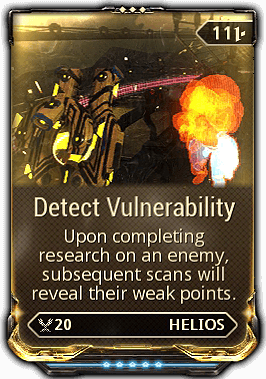 11
Detect Vulnerability
Upon completing
research on an enemy,
subsequent scans will
reveal their weak points.
20 HELIOS